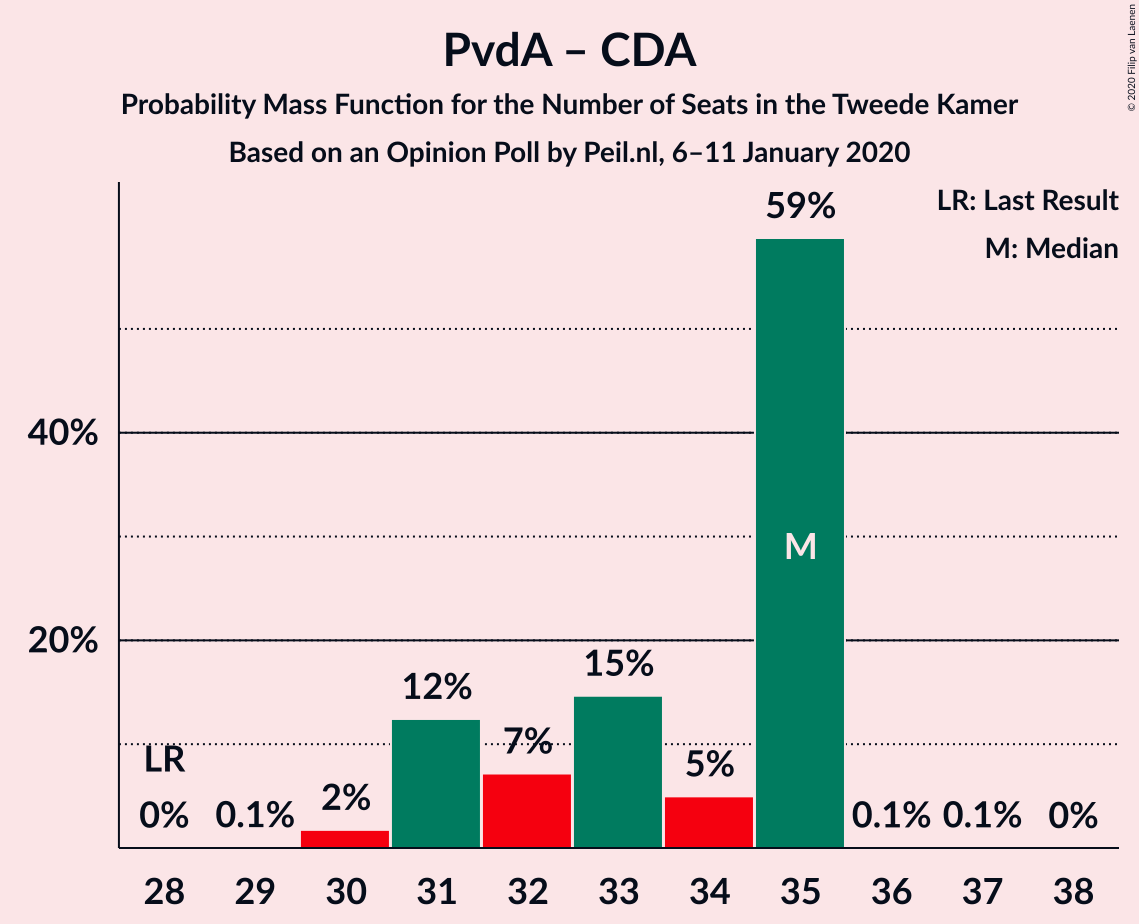 PvdA – CDA
Probability Mass Function for the Number of Seats in the Tweede Kamer
Based on an Opinion Poll by Peil.nl, 6–11 January 2020
© 2020 Filip van Laenen
LR: Last Result
M: Median
59%
40%
M
20%
15%
12%
7%
LR
5%
2%
0% 0.1% 0.1% 0.1% 0%
28 29 30 31 32 33 34 35 36 37 38